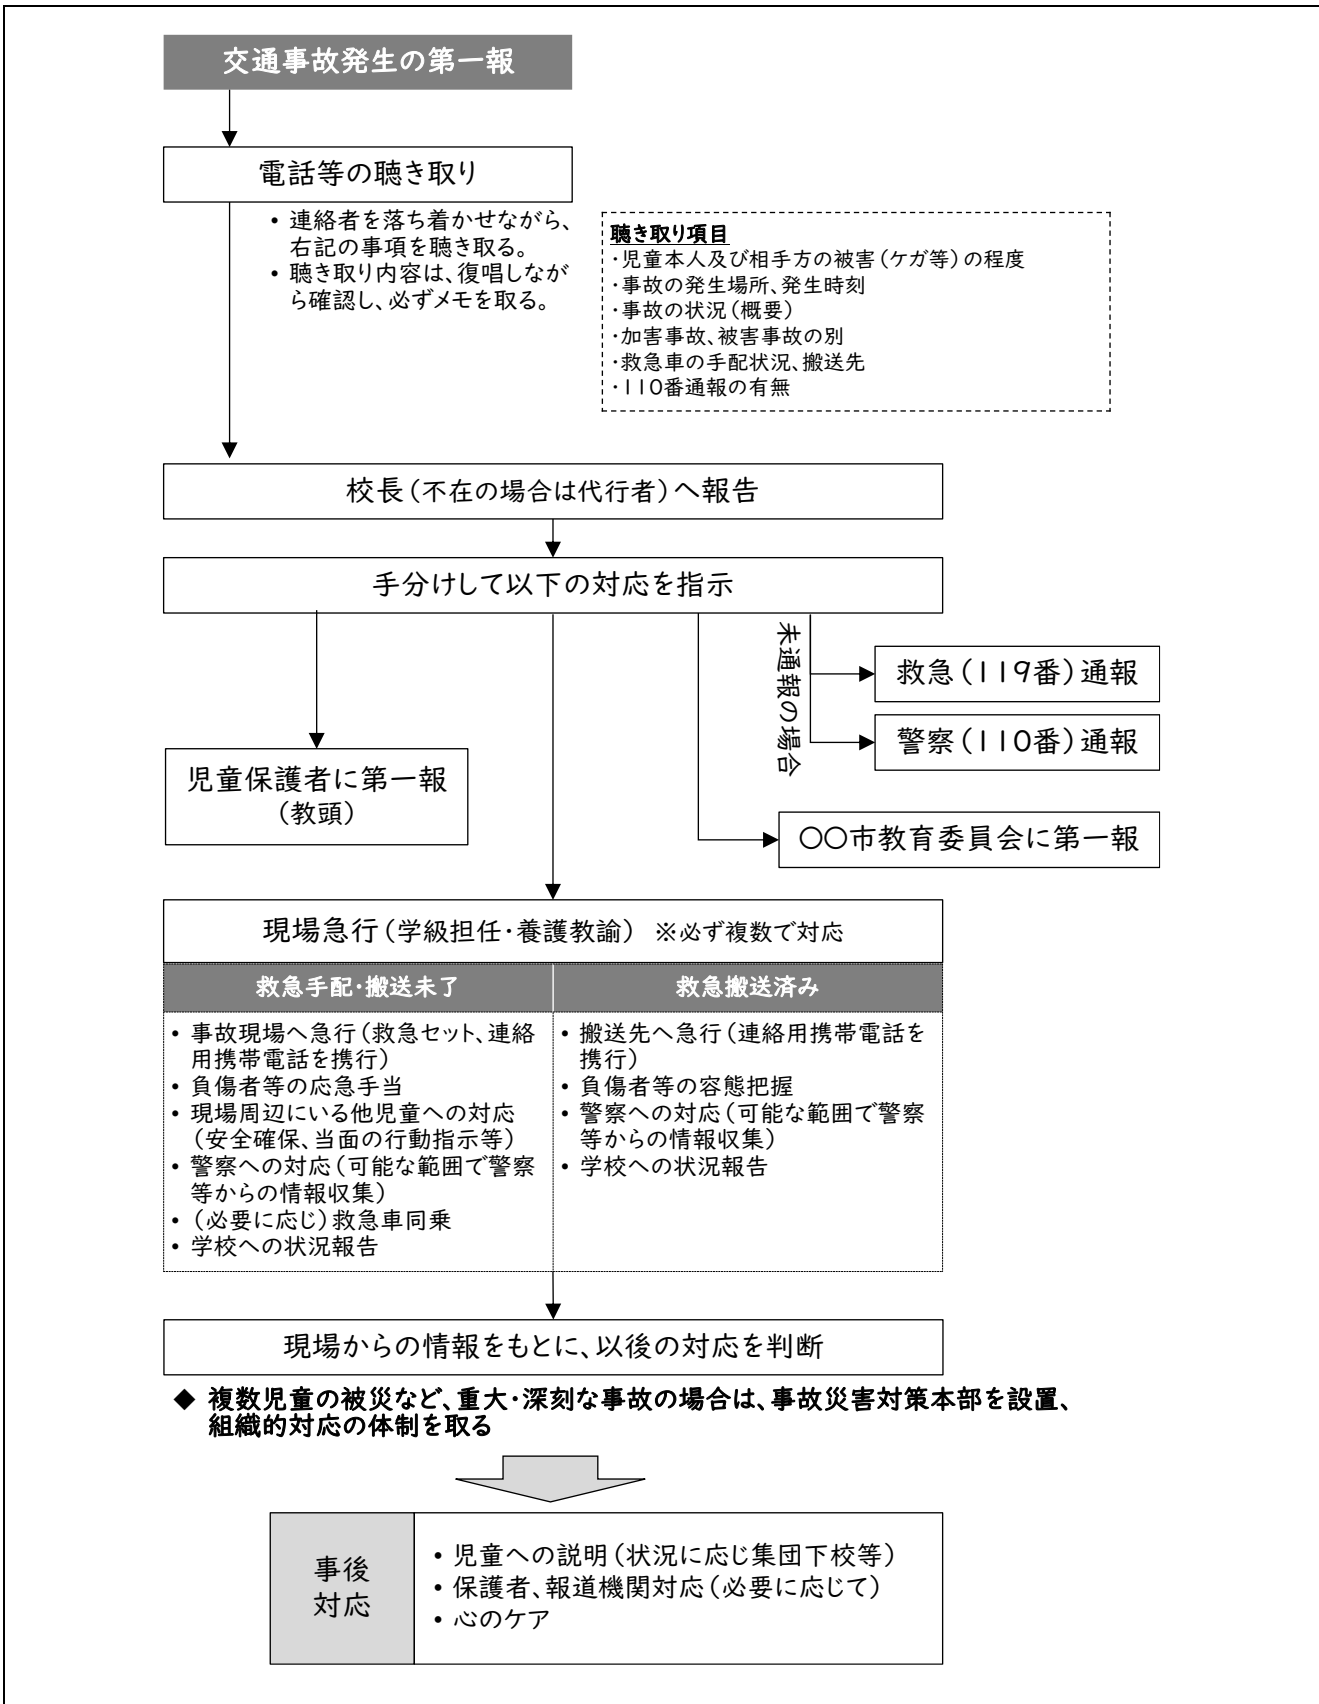 交通事故発生の第一報
電話等の聴き取り
• 連絡者を落ち着かせながら、
右記の事項を聴き取る。
• 聴き取り内容は、復唱しなが
ら確認し、必ずメモを取る。
聴き取り項目
・児童本人及び相手方の被害（ケガ等）の程度
・事故の発生場所、発生時刻
・事故の状況（概要）
・加害事故、被害事故の別
・救急車の手配状況、搬送先
・110番通報の有無
校長（不在の場合は代行者）へ報告
手分けして以下の対応を指示
未通報の場合
救急（119番）通報
警察（110番）通報
児童保護者に第一報
（教頭）
〇〇市教育委員会に第一報
現場急行（学級担任・養護教諭） ※必ず複数で対応
救急手配・搬送未了
• 事故現場へ急行（救急セット、連絡
用携帯電話を携行）
• 負傷者等の応急手当
• 現場周辺にいる他児童への対応
（安全確保、当面の行動指示等）
• 警察への対応（可能な範囲で警察
等からの情報収集）
• （必要に応じ）救急車同乗
• 学校への状況報告
救急搬送済み
• 搬送先へ急行（連絡用携帯電話を
携行）
• 負傷者等の容態把握
• 警察への対応（可能な範囲で警察
等からの情報収集）
• 学校への状況報告
現場からの情報をもとに、以後の対応を判断
◆ 複数児童の被災など、重大・深刻な事故の場合は、事故災害対策本部を設置、
組織的対応の体制を取る
事後
対応
• 児童への説明（状況に応じ集団下校等）
• 保護者、報道機関対応（必要に応じて）
• 心のケア